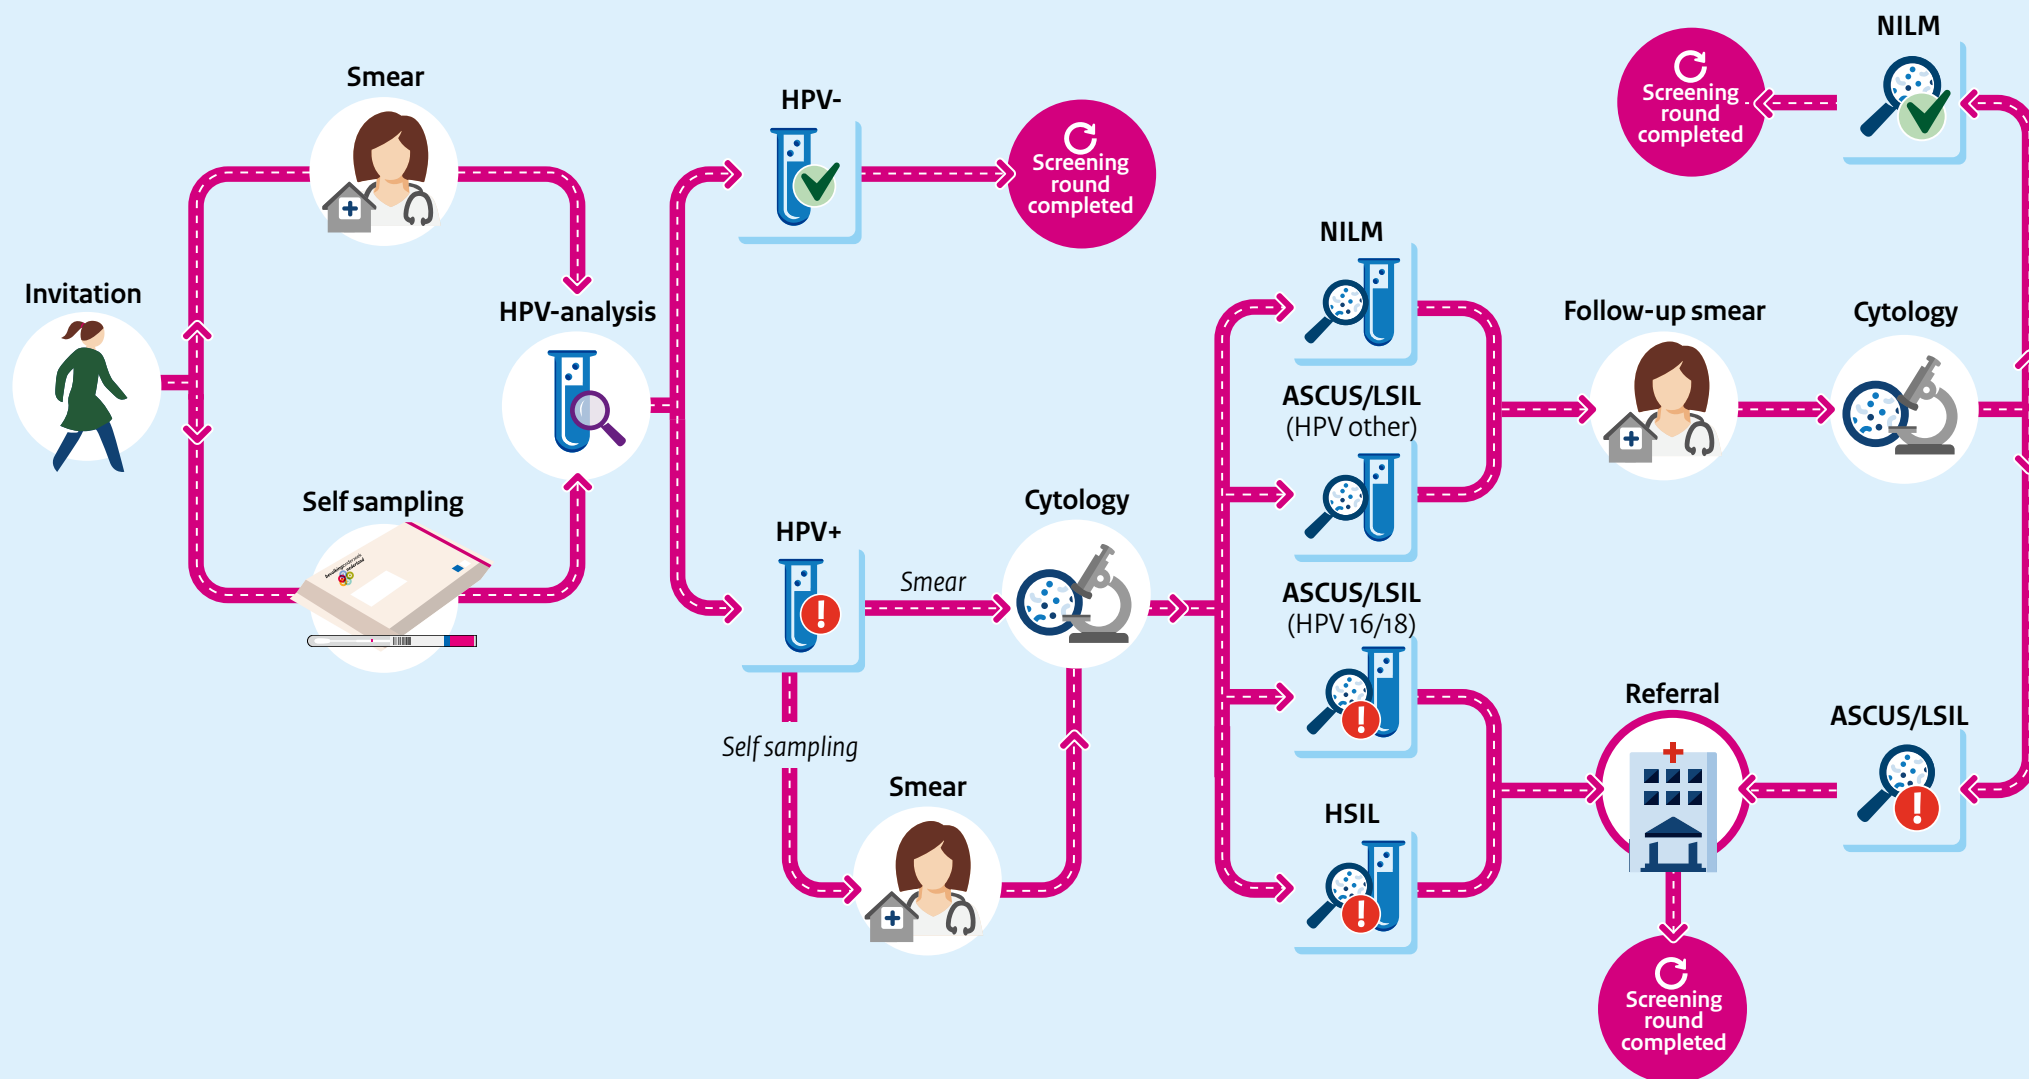 Invitation
Smear
Self sampling
HPV-analysis
HPV-
Screening
round
completed
HPV+
Smear
Self sampling
Smear
Cytology
NILM
ASCUS/LSIL
(HPV other)
ASCUS/LSIL
(HPV 16/18)
HSIL
Follow-up smear
Cytology
NILM
Screening
round
completed
ASCUS/LSIL
Referral
Screening
round
completed